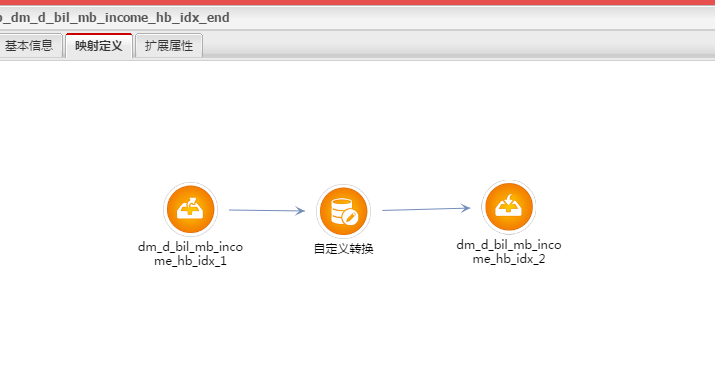 _dm_d_bil_mb_income_hb_idx_end
基本信息
映射定义
扩展属性
dm_d_bil_mb_inco
me_hb_idx_1
自定义转换
dm_d_bil_mb_inco
me_hb_idx_2